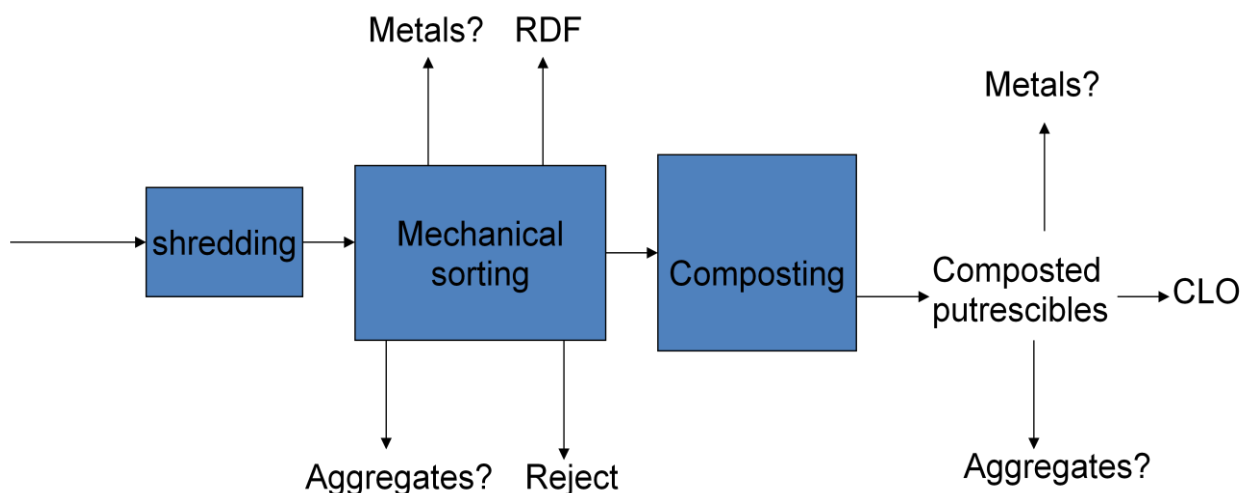 Metals? RDF
Metals?
shredding
Mechanical
sorting
Composting
Composted
putrescibles
CLO
Aggregates? Reject
Aggregates?